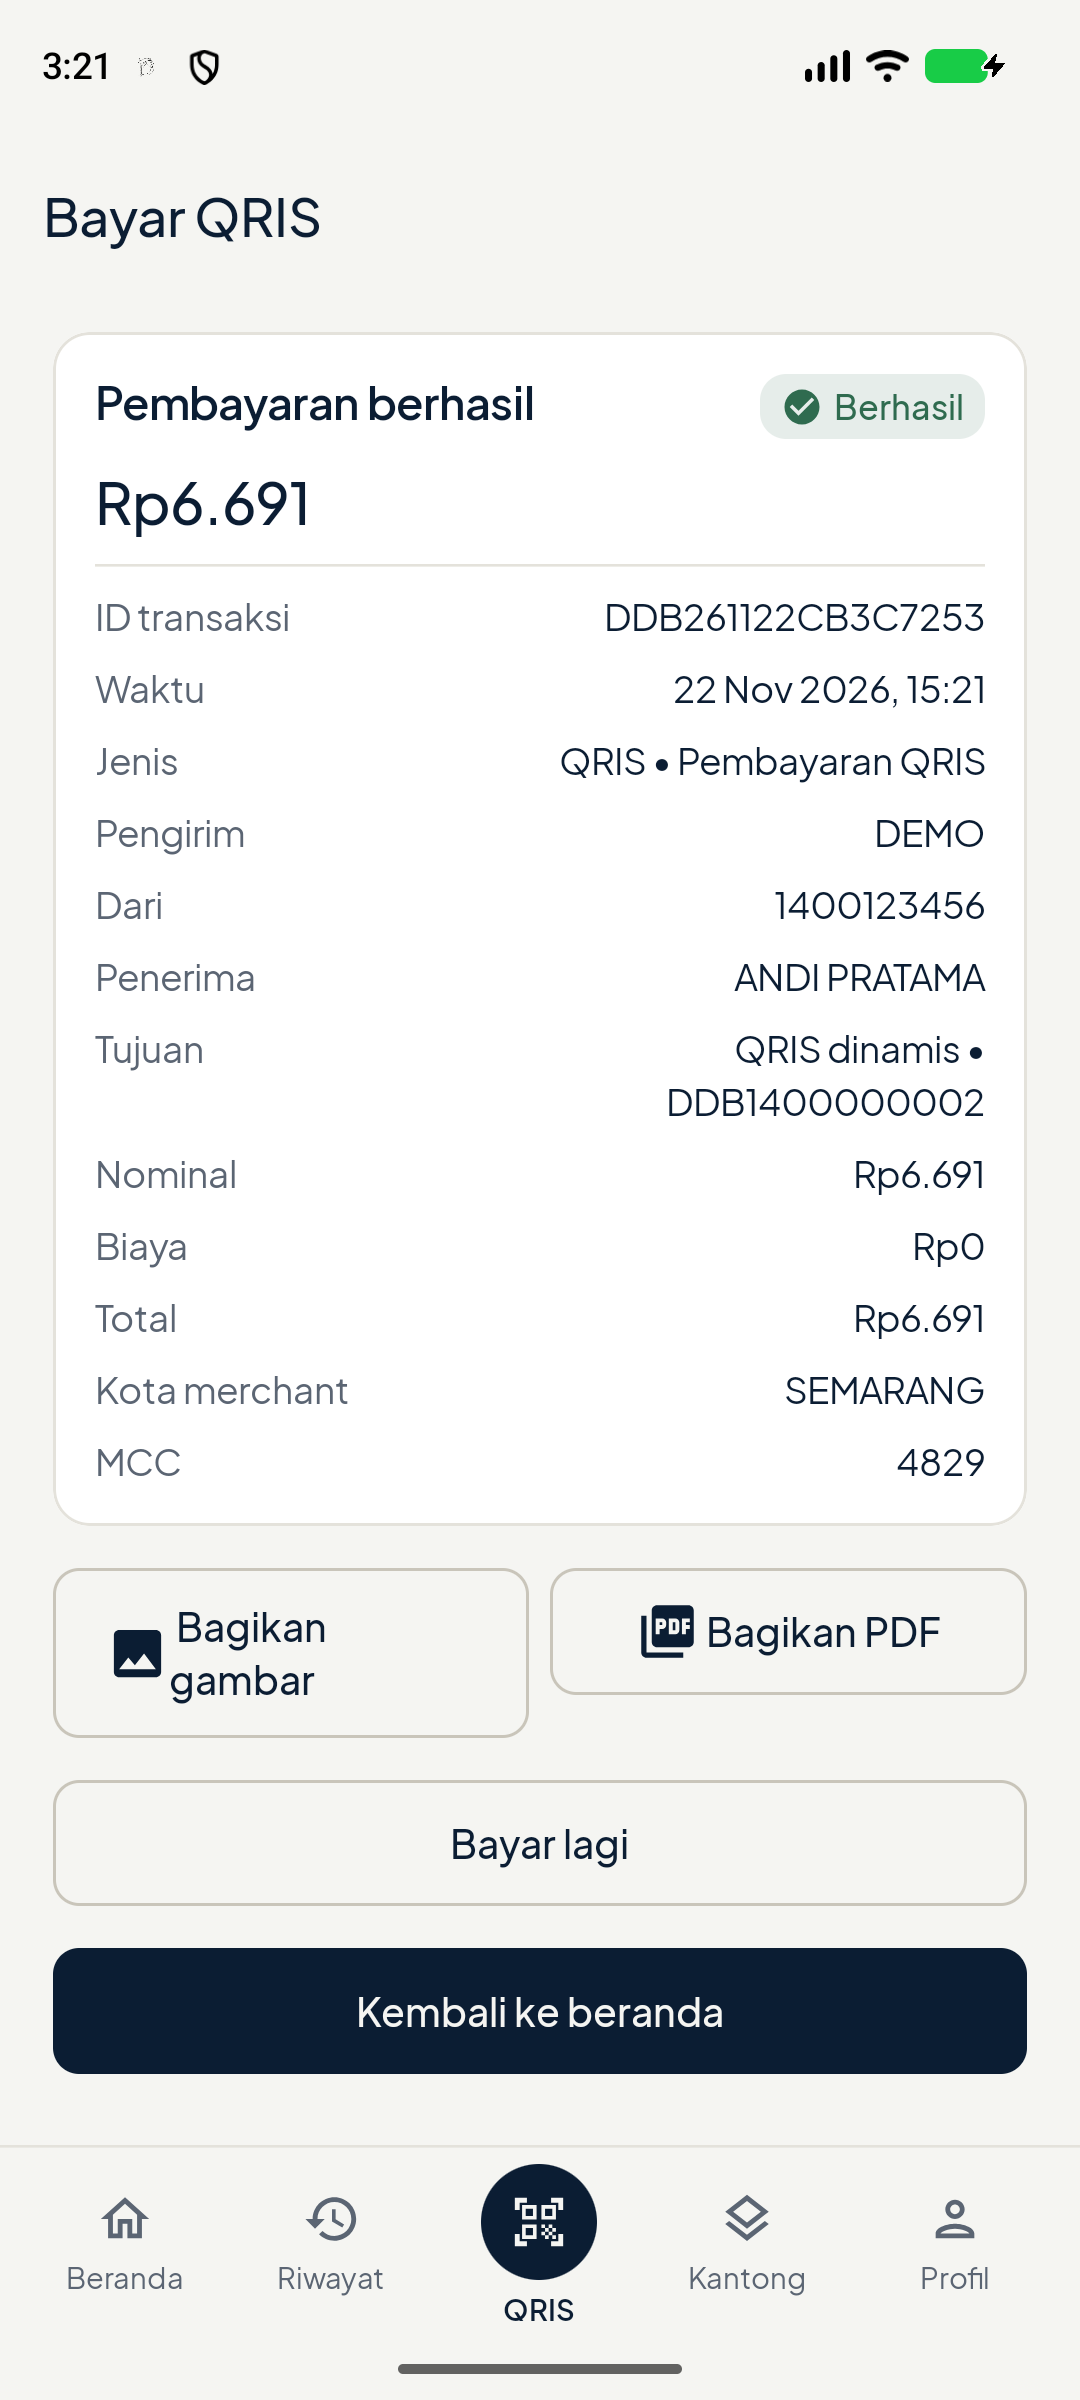 3:21
Bayar QRIS
Pembayaran berhasil
Berhasil
Rp6.691
ID transaksi DDB261122CB3C7253
Waktu 22 Nov 2026, 15:21
Jenis QRIS • Pembayaran QRIS
Pengirim DEMO
Dari 1400123456
Penerima ANDI PRATAMA
Tujuan QRIS dinamis •
DDB1400000002
Nominal Rp6.691
Biaya Rp0
Total Rp6.691
Kota merchant SEMARANG
MCC 4829
Bagikan
gambar
PDF Bagikan PDF
Bayar lagi
Kembali ke beranda
Beranda
Riwayat
QRIS
Kantong
Profil